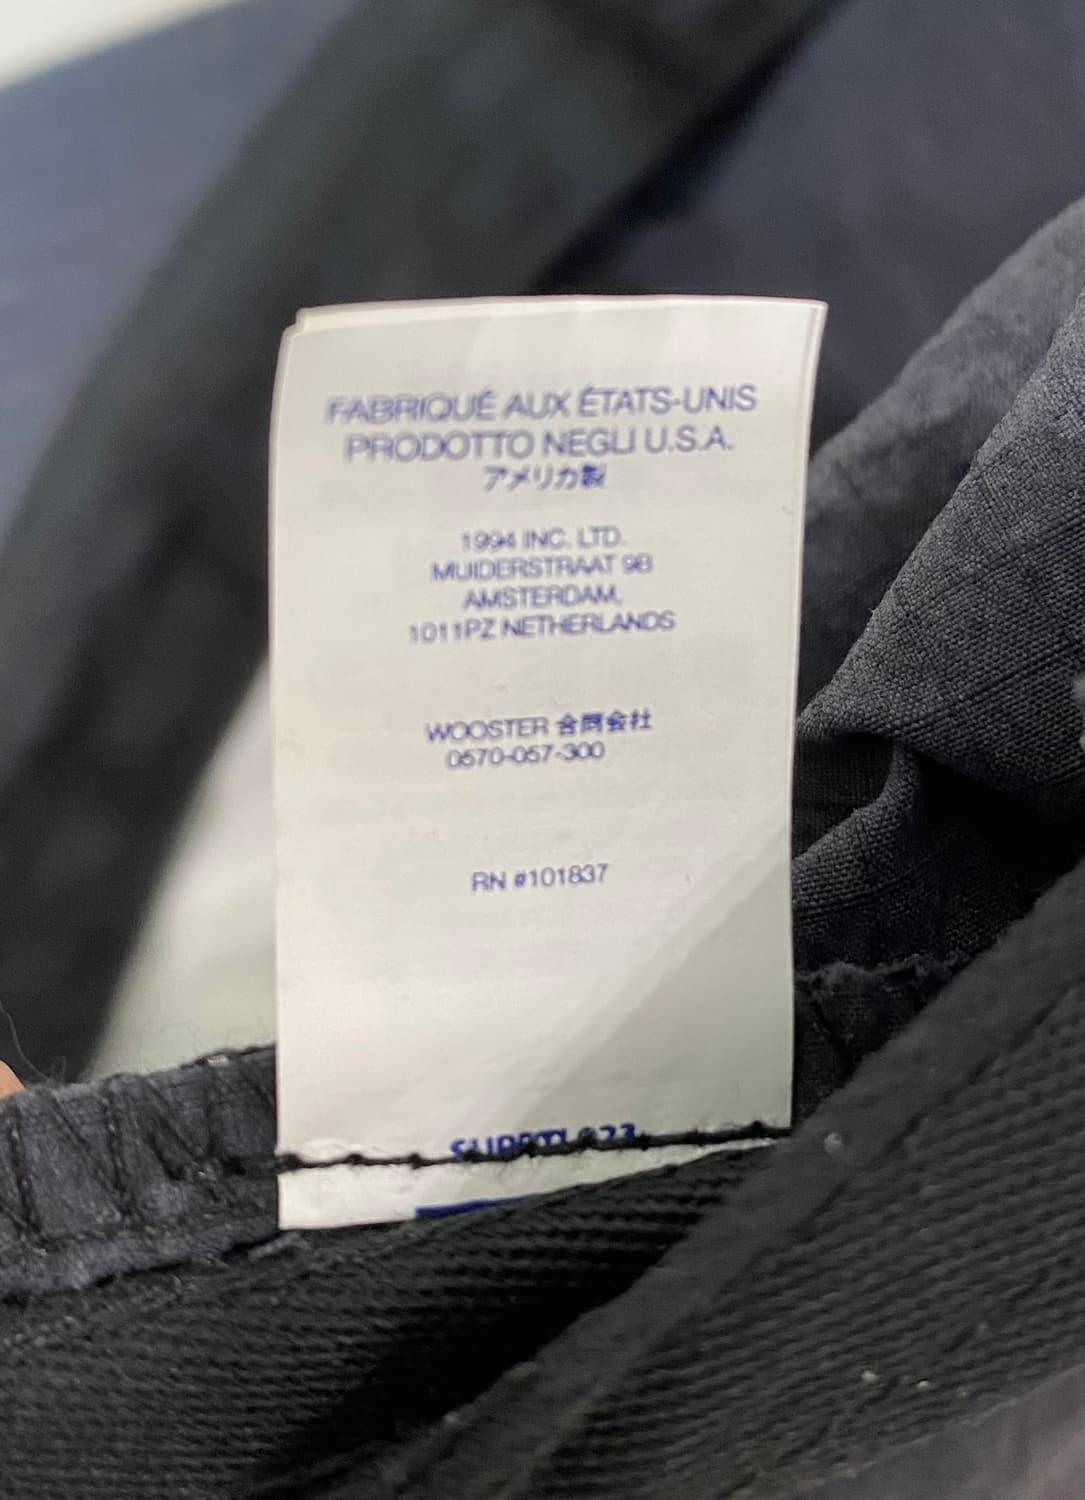 FABRIQUÉ AUX ÉTATS-UNIS
PRODOTTO NEGLI U.S.A.
アメリカ製
1994 INC. LTD.
MUIDERSTRAAT 9B
AMSTERDAM,
1011PZ NETHERLANDS
WOOSTER 合同会社
0570-057-300
RN #101837